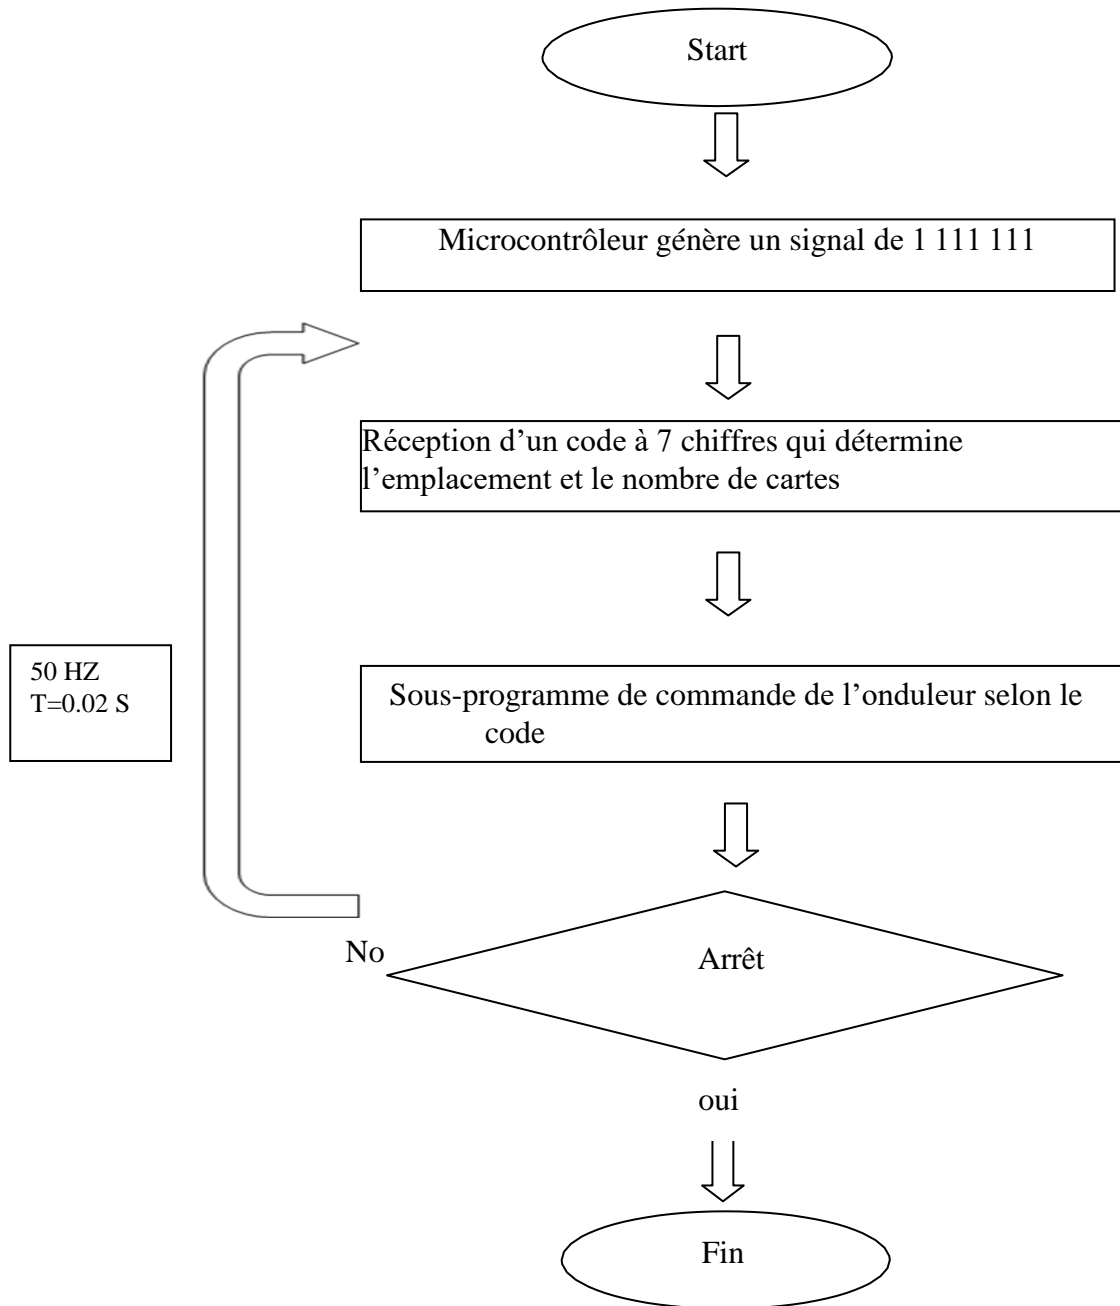 Start
Microcontrôleur génère un signal de 1 111 111
Réception d’un code à 7 chiffres qui détermine
l’emplacement et le nombre de cartes
50 HZ
T=0.02 S
Sous-programme de commande de l’onduleur selon le
code
No
Arrêt
oui
Fin